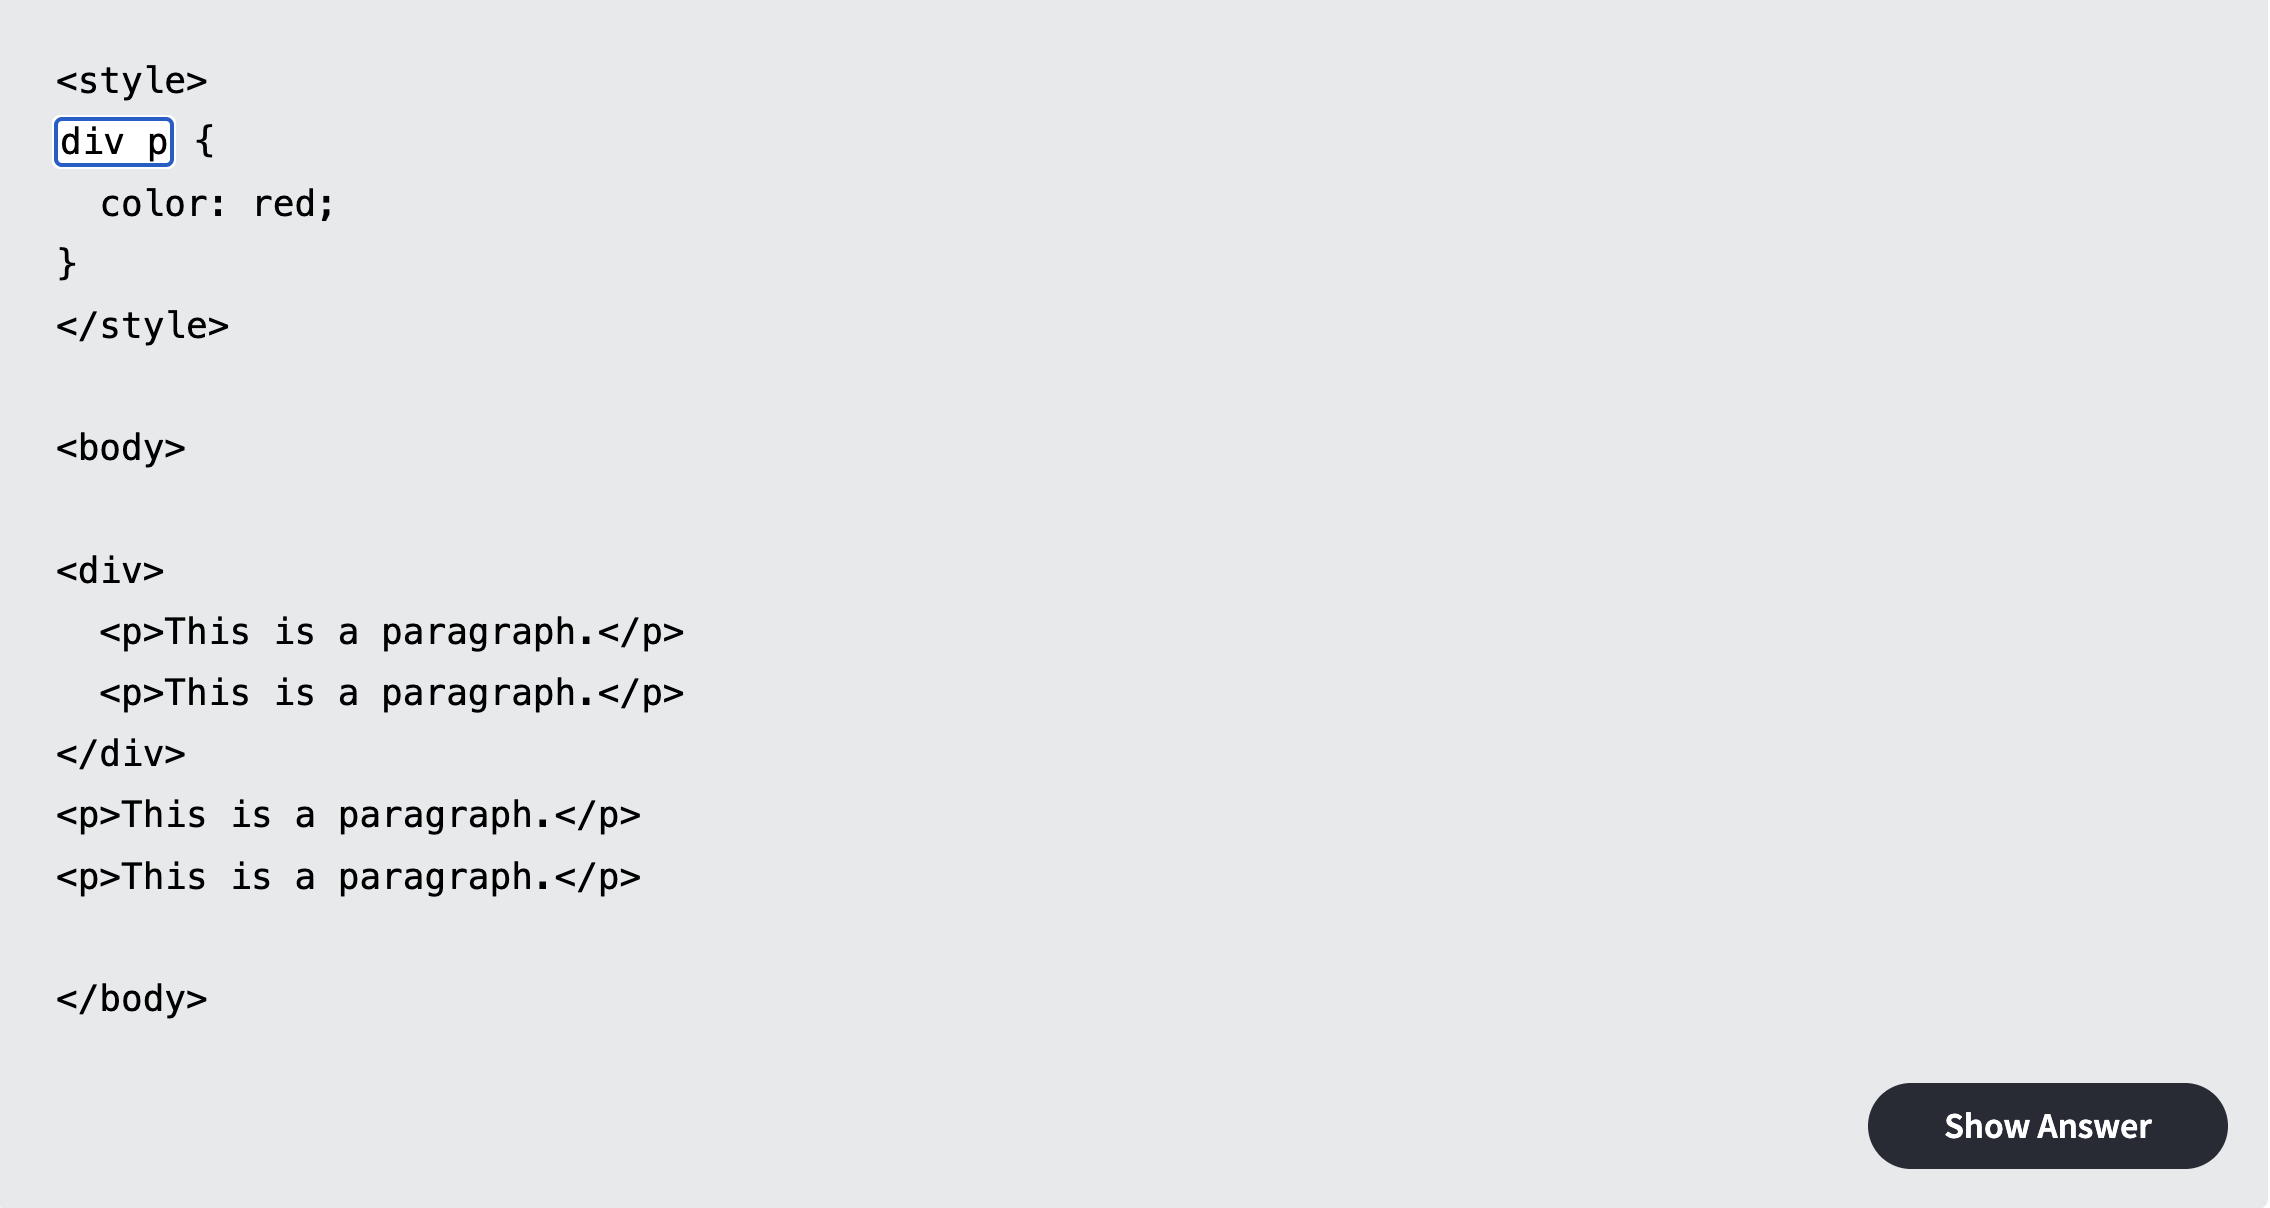 <style>
div p {
  color: red;
}
</style>

<body>

<div>
  <p>This is a paragraph.</p>
  <p>This is a paragraph.</p>
</div>
<p>This is a paragraph.</p>
<p>This is a paragraph.</p>

</body>

Show Answer